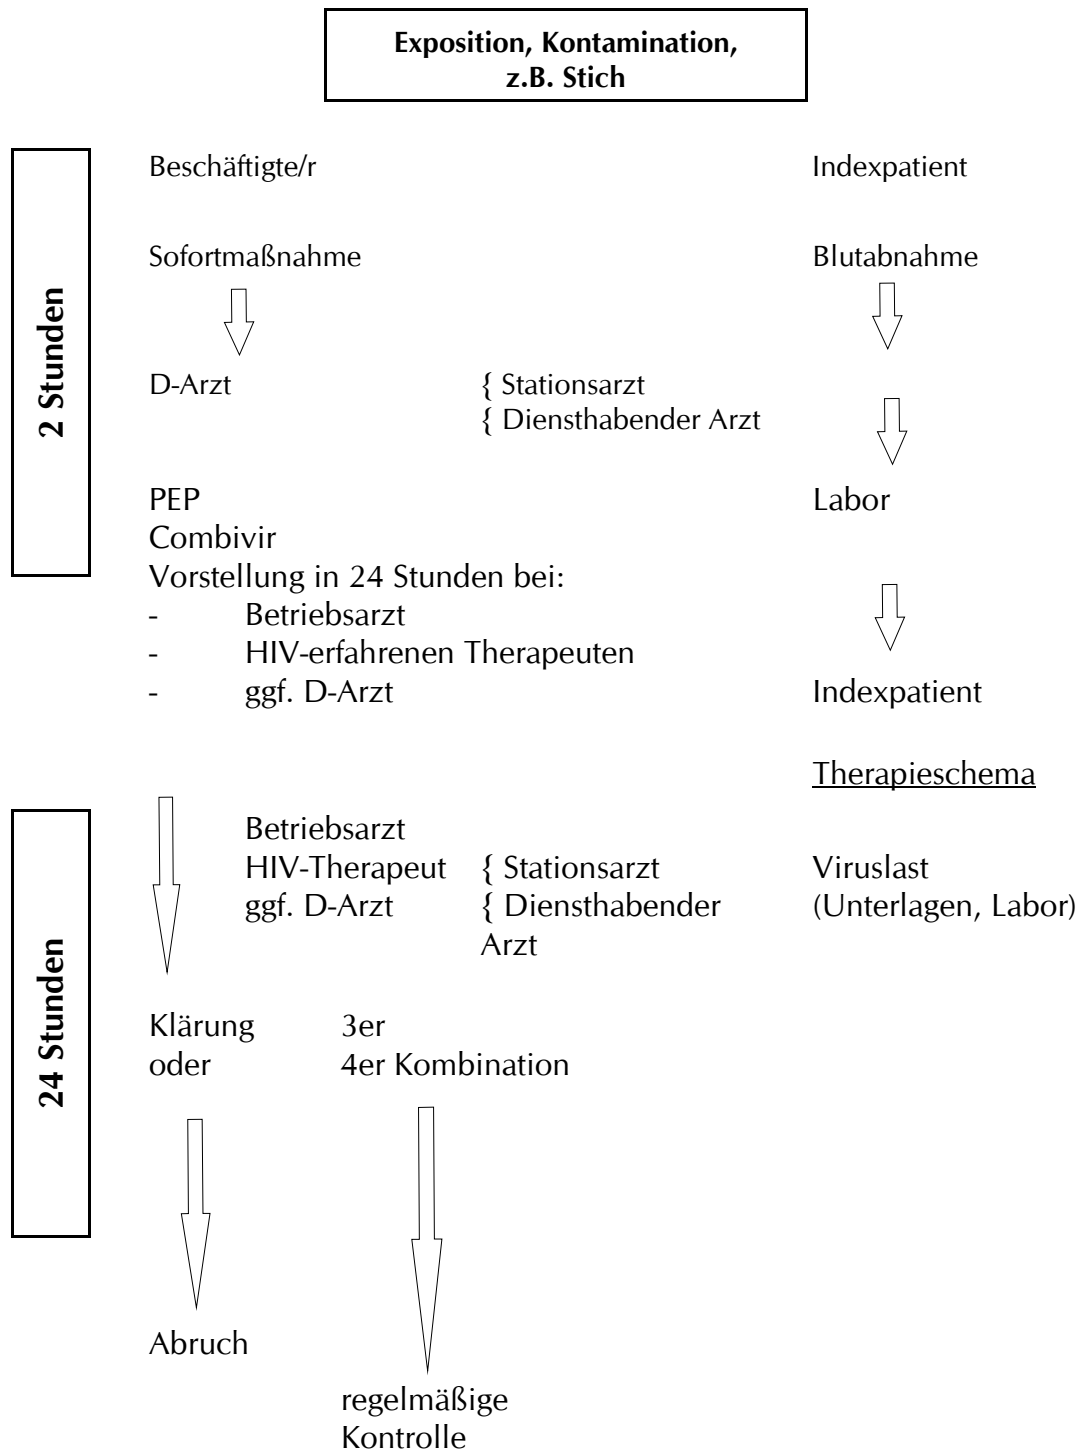 Exposition, Kontamination,
z.B. Stich
2 Stunden
Beschäftigte/r Indexpatient
Sofortmaßnahme Blutabnahme
D-Arzt { Stationsarzt
{ Diensthabender Arzt
PEP Labor
Combivir
Vorstellung in 24 Stunden bei:
- Betriebsarzt
- HIV-erfahrenen Therapeuten
- ggf. D-Arzt Indexpatient
Therapieschema
24 Stunden
Betriebsarzt
HIV-Therapeut { Stationsarzt Viruslast
ggf. D-Arzt { Diensthabender (Unterlagen, Labor)
Arzt
Klärung 3er
oder 4er Kombination
Abruch
regelmäßige
Kontrolle